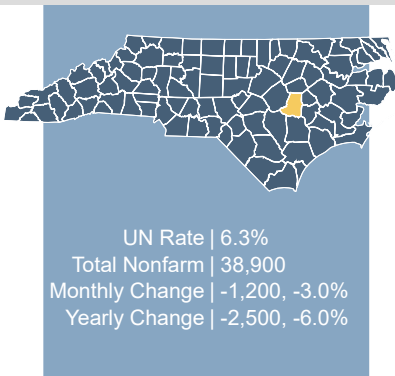 UN Rate | 6.3%
Total Nonfarm | 38,900
Monthly Change | -1,200, -3.0%
Yearly Change | -2,500, -6.0%